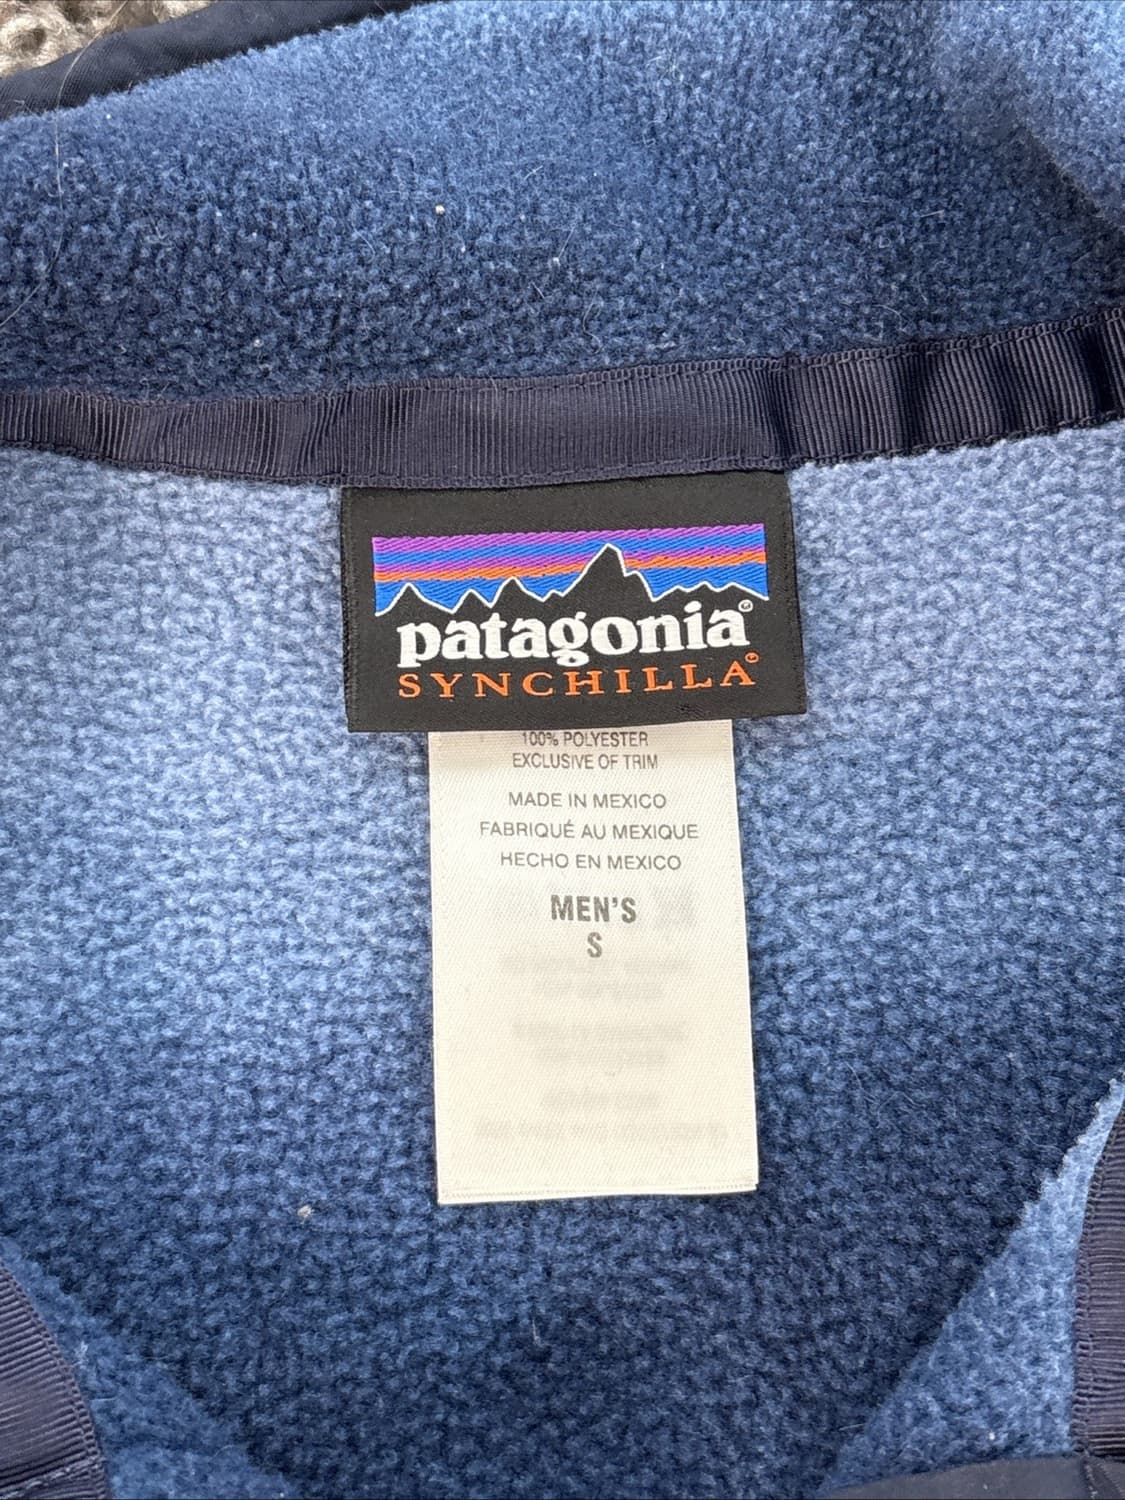 patagonia®
SYNCHILLA®
100% POLYESTER
EXCLUSIVE OF TRIM
MADE IN MEXICO
FABRIQUÉ AU MEXIQUE
HECHO EN MEXICO
MEN'S
S